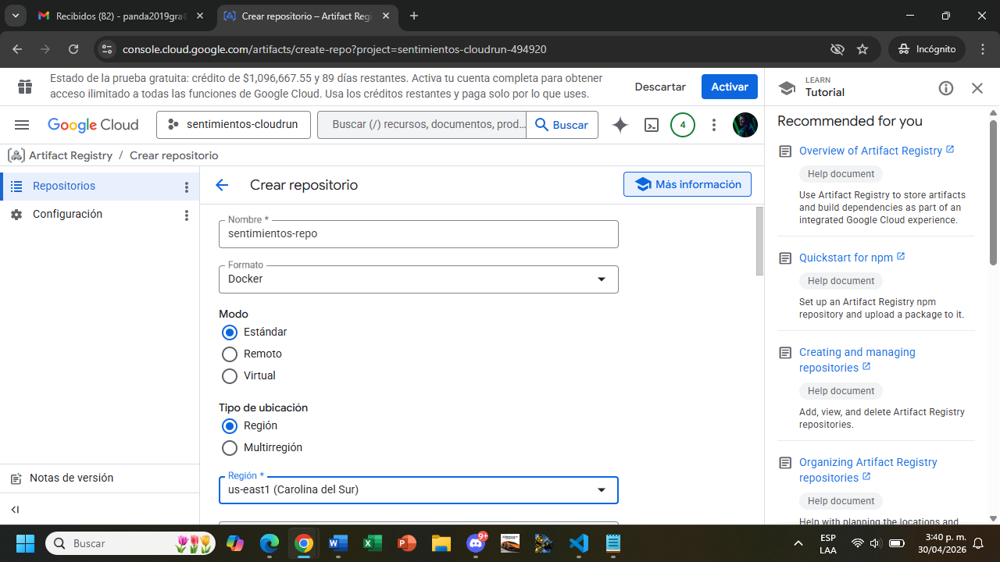 Recibidos (82) - panda2019gra
Crear repositorio – Artifact Regi
console.cloud.google.com/artifacts/create-repo?project=sentimientos-cloudrun-494920
Incógnito
Estado de la prueba gratuita: crédito de $1,096,667.55 y 89 días restantes. Activa tu cuenta completa para obtener
acceso ilimitado a todas las funciones de Google Cloud. Usa los créditos restantes y paga solo por lo que uses.
Descartar
Activar
Google Cloud
sentimientos-cloudrun
Buscar (/) recursos, documentos, prod...
Buscar
4
Artifact Registry / Crear repositorio
Repositorios
Configuración
Notas de versión
Crear repositorio
Más información
Nombre *
sentimientos-repo
Formato
Docker
Modo
Estándar
Remoto
Virtual
Tipo de ubicación
Región
Multirregión
Región *
us-east1 (Carolina del Sur)
LEARN
Tutorial
Recommended for you
Overview of Artifact Registry
Help document
Use Artifact Registry to store artifacts
and build dependencies as part of an
integrated Google Cloud experience.
Quickstart for npm
Help document
Set up an Artifact Registry npm
repository and upload a package to it.
Creating and managing
repositories
Help document
Add, view, and delete Artifact Registry
repositories.
Organizing Artifact Registry
repositories
Help document
Help with planning the locations and
Buscar
9+
ESP
LAA
3:40 p. m.
30/04/2026